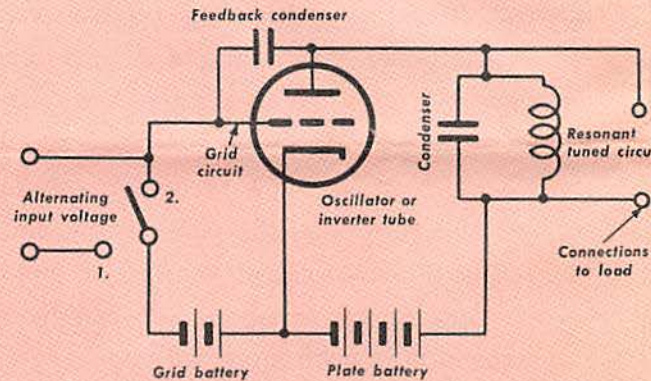 Feedback condenser
Grid
circuit
Condenser
Resonant
tuned circu
Alternating
input voltage
2.
1.
Oscillator or
inverter tube
Connections
to load
Grid battery
Plate battery